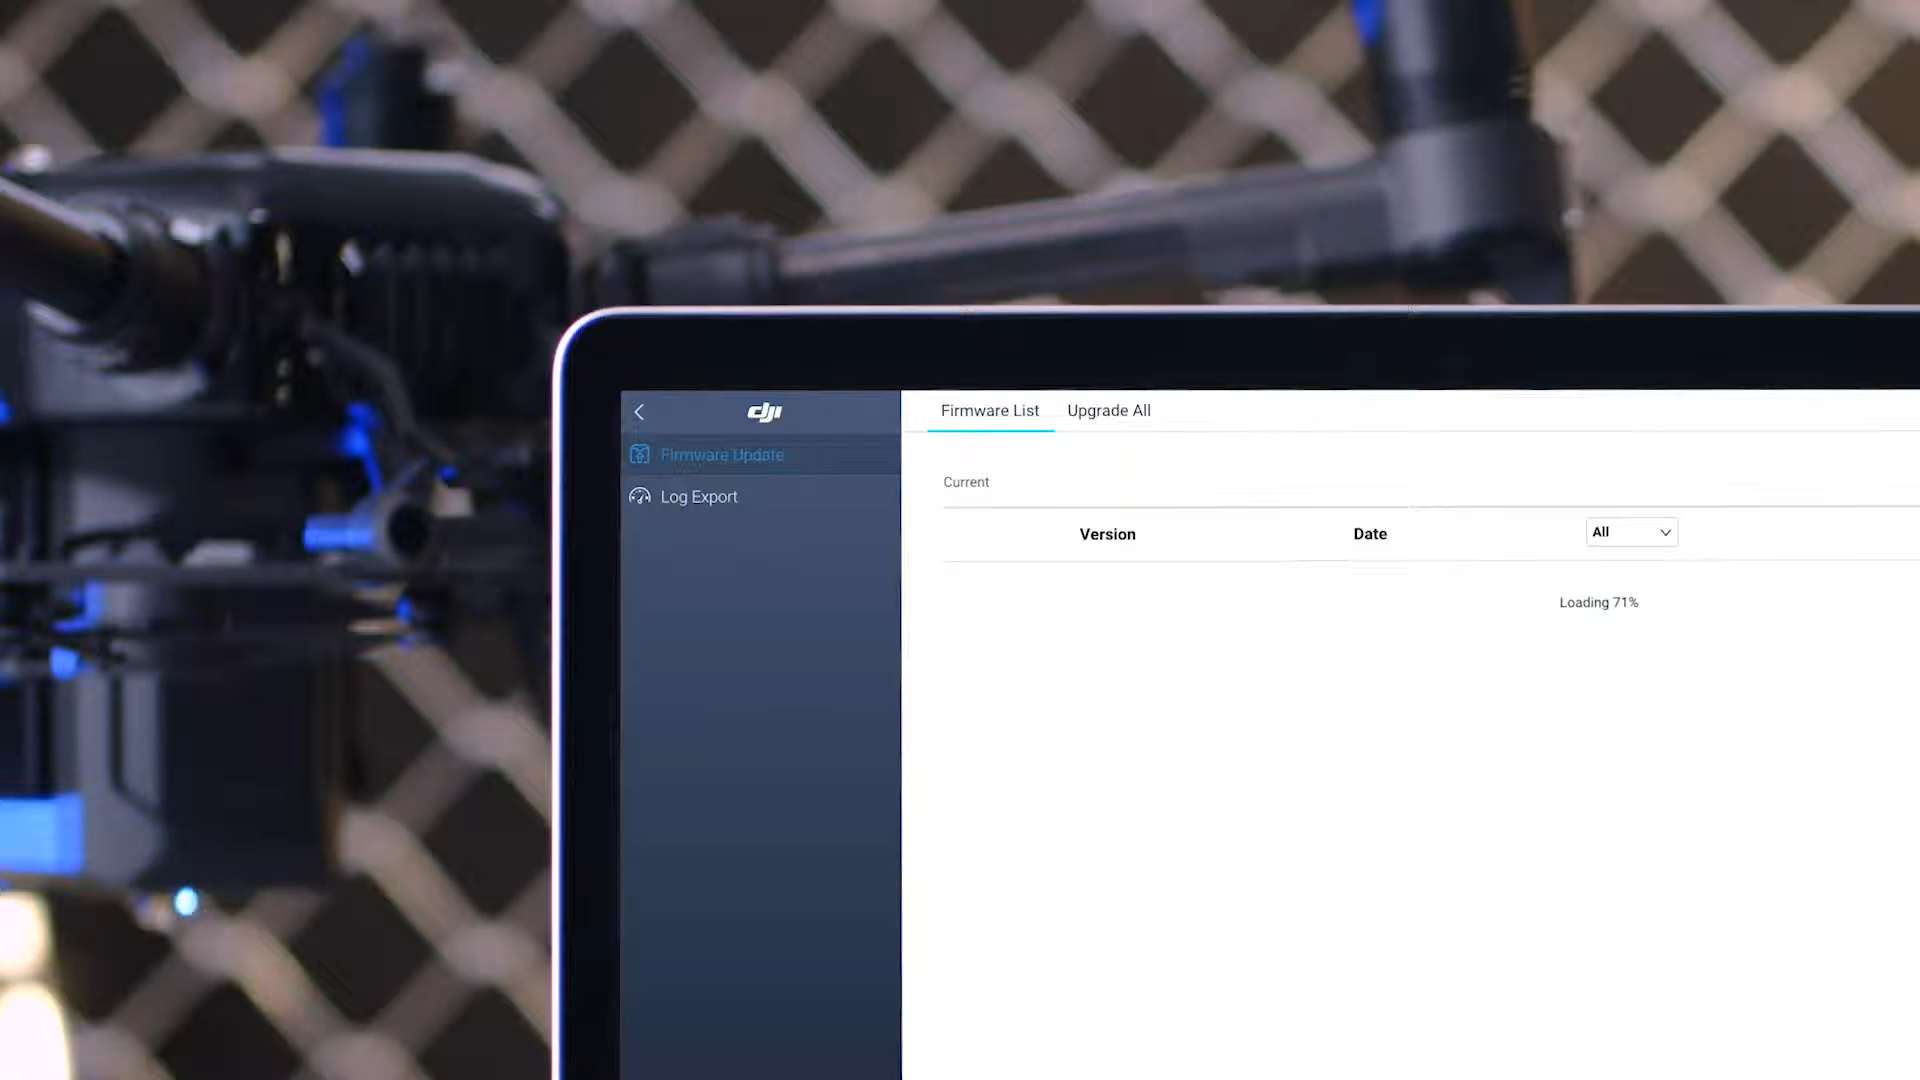 dji
Firmware List Upgrade All
Firmware Update
Log Export
Current
Version Date All
Loading 71%